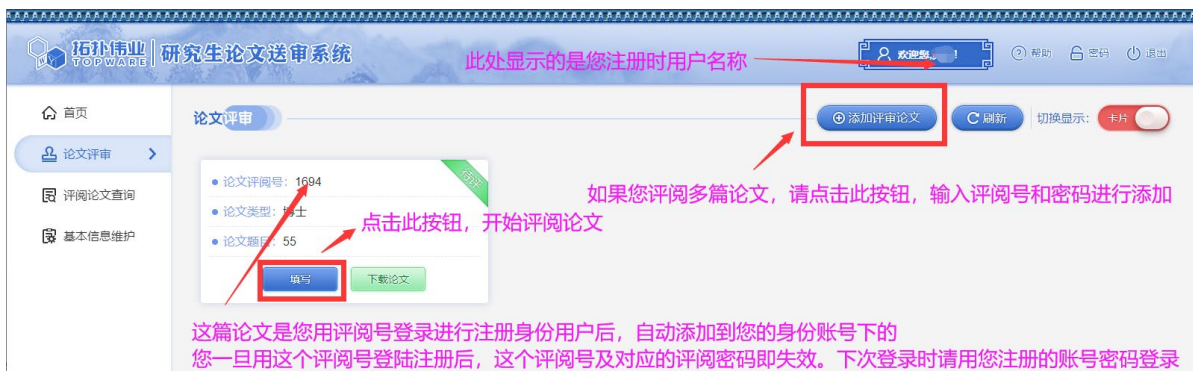 拓扑伟业 TOPWARE 研究生论文送审系统
此处显示的是您注册时用户名称
欢迎您 !
帮助 密码 退出
首页
论文评审
评阅论文查询
基本信息维护
论文评审
添加评审论文 刷新 切换显示: 卡片
论文评阅号: 1694
待评
论文类型: 博士
论文题目: 55
填写 下载论文
如果您评阅多篇论文，请点击此按钮，输入评阅号和密码进行添加
点击此按钮，开始评阅论文
这篇论文是您用评阅号登录进行注册身份用户后，自动添加到您的身份账号下的
您一旦用这个评阅号登陆注册后，这个评阅号及对应的评阅密码即失效。下次登录时请用您注册的账号密码登录